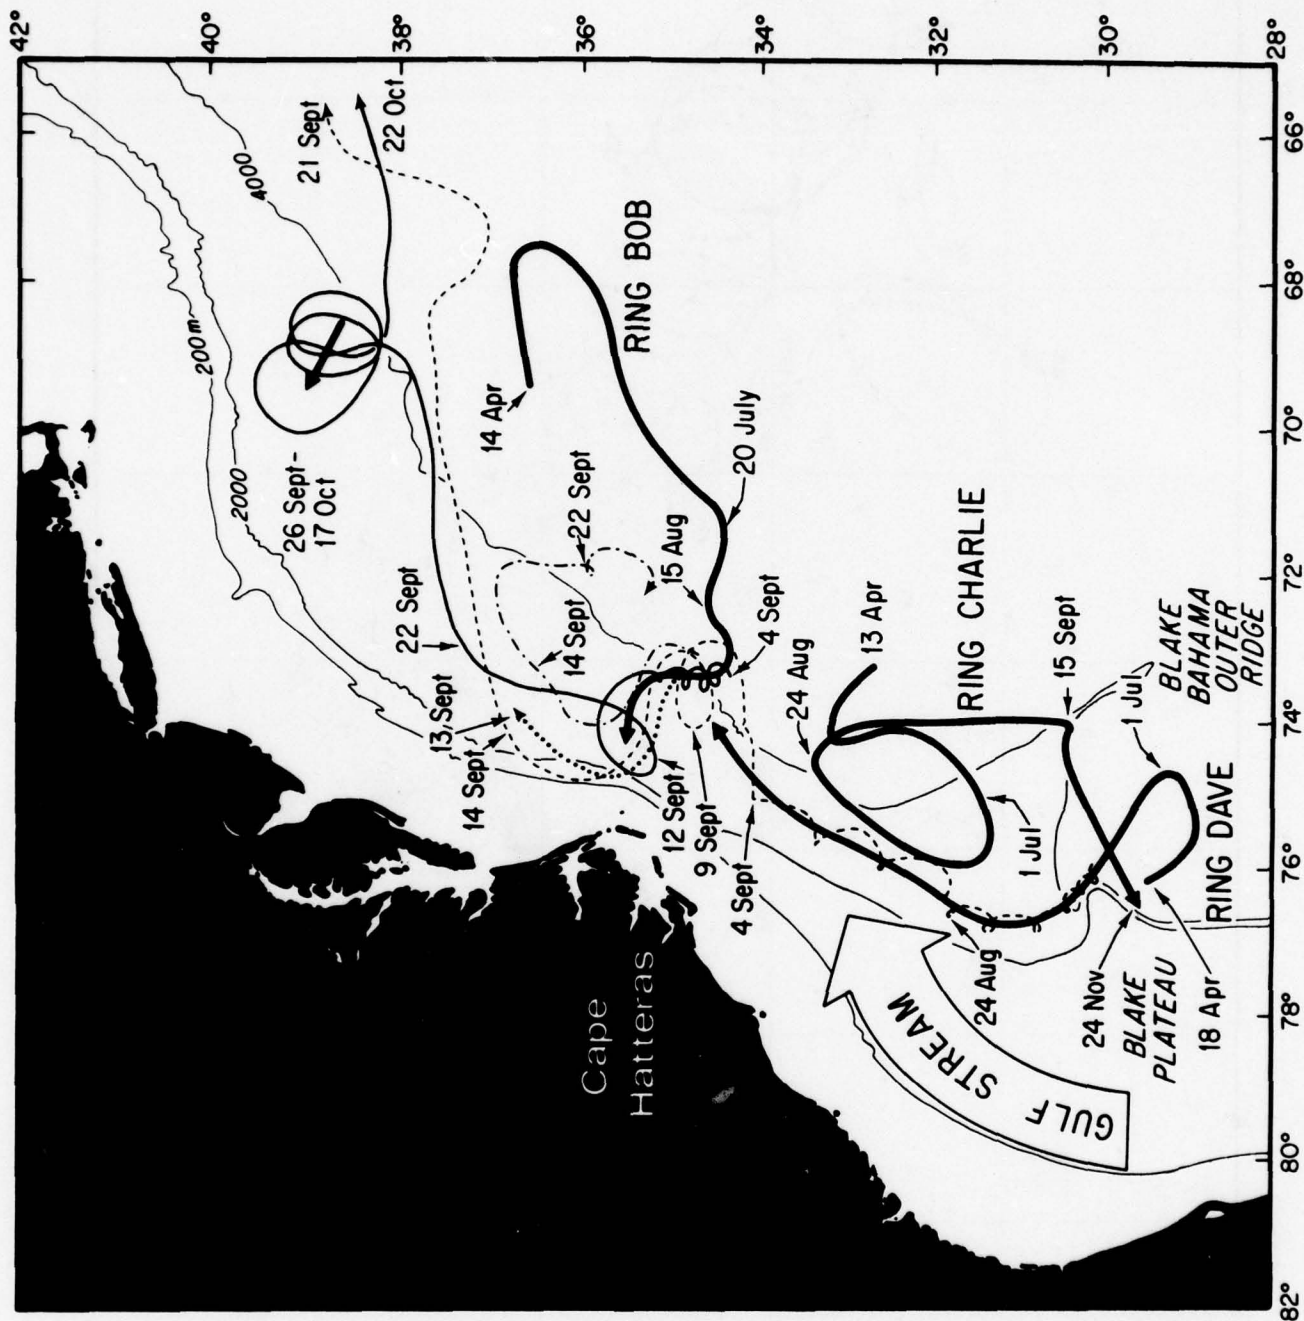 42°
40°
38°
36°
34°
32°
30°
28°
66°
68°
70°
72°
74°
76°
78°
80°
82°
200m
2000
4000
21 Sept
22 Oct
26 Sept-
17 Oct
RING BOB
14 Apr
20 July
22 Sept
15 Aug
22 Sept
14 Sept
4 Sept
13 Sept
14 Sept
12 Sept
9 Sept
4 Sept
24 Aug
13 Apr
RING CHARLIE
15 Sept
1 Jul
1 Jul
BLAKE
BAHAMA
OUTER
RIDGE
RING DAVE
24 Aug
24 Nov
BLAKE
PLATEAU
18 Apr
GULF STREAM
Cape
Hatteras